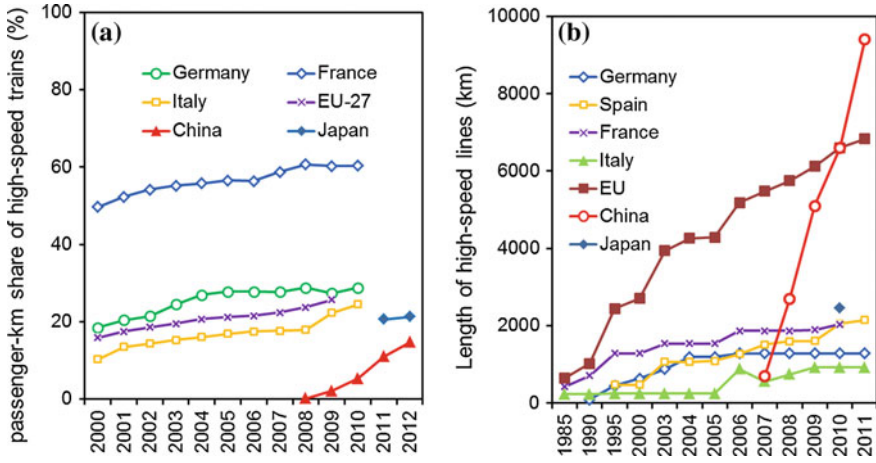 (a)
passenger-km share of high-speed trains (%)
100
80
60
40
20
0
Germany
France
Italy
EU-27
China
Japan
2000
2001
2002
2003
2004
2005
2006
2007
2008
2009
2010
2011
2012
(b)
Length of high-speed lines (km)
10000
8000
6000
4000
2000
0
Germany
Spain
France
Italy
EU
China
Japan
1985
1990
1995
2000
2003
2004
2005
2006
2007
2008
2009
2010
2011